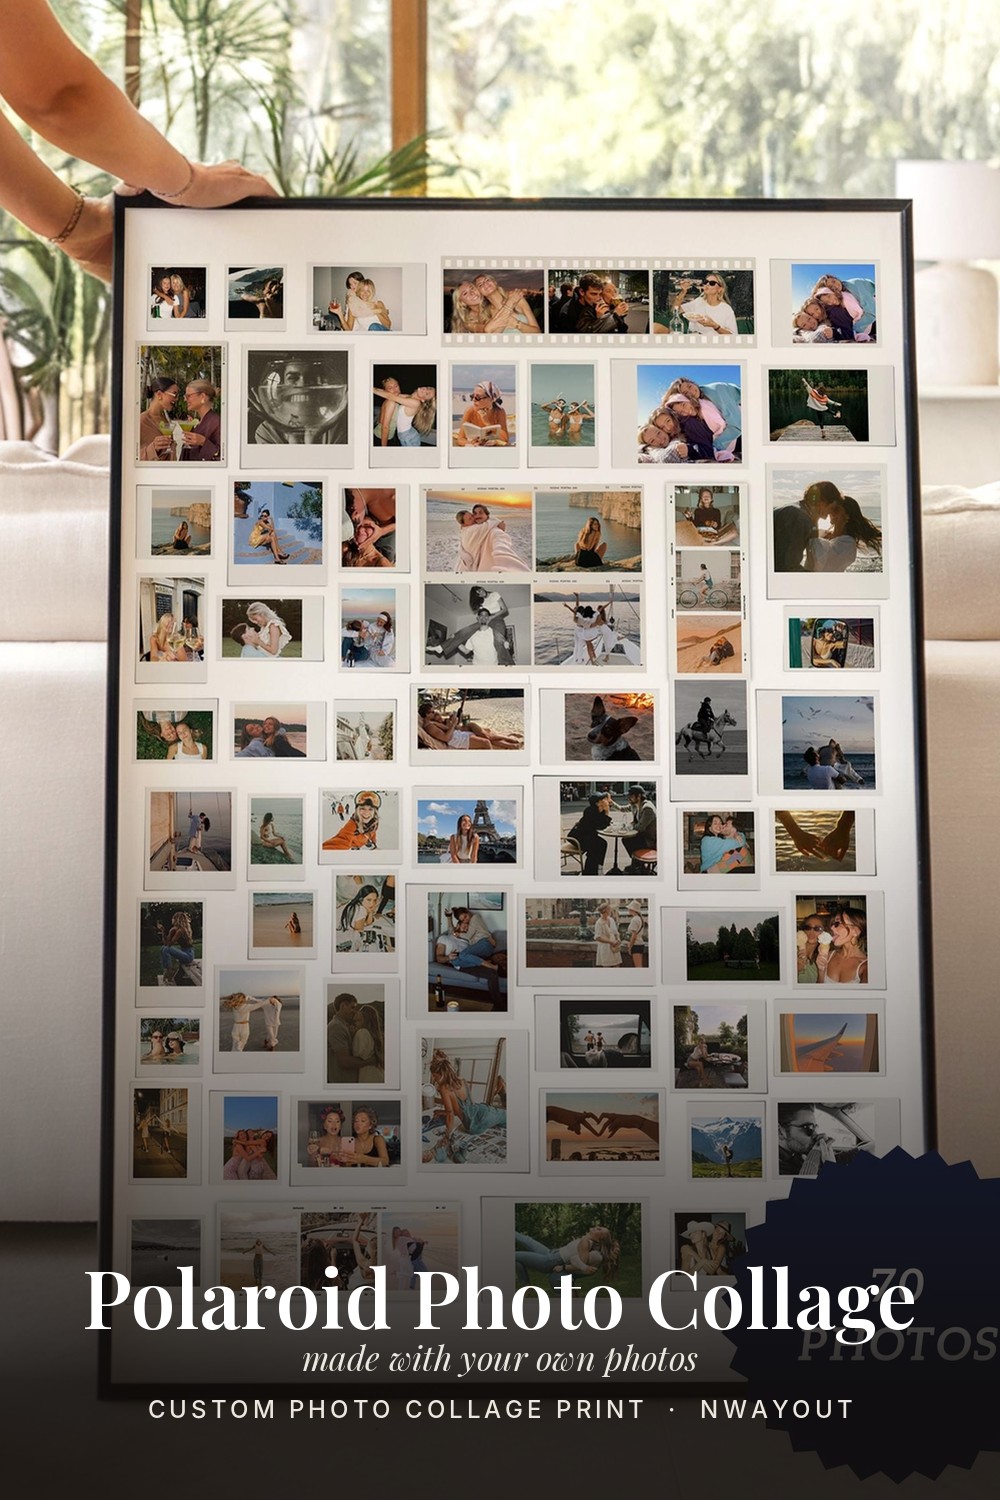 70
PHOTOS
Polaroid Photo Collage
made with your own photos
CUSTOM PHOTO COLLAGE PRINT · NWAYOUT